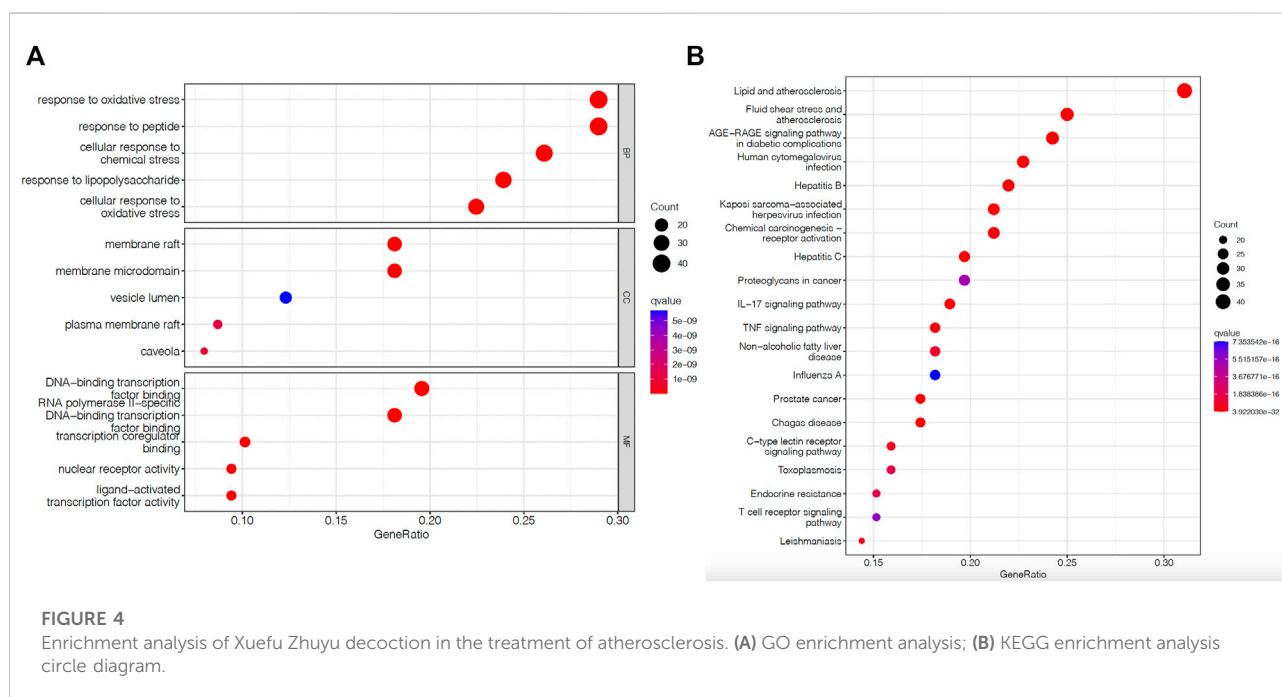 A
response to oxidative stress
response to peptide
cellular response to
chemical stress
response to lipopolysaccharide
cellular response to
oxidative stress
BP
membrane raft
membrane microdomain
vesicle lumen
plasma membrane raft
caveola
CC
DNA-binding transcription
factor binding
RNA polymerase II-specific
DNA-binding transcription
factor binding
transcription coregulator
binding
nuclear receptor activity
ligand-activated
transcription factor activity
MF
0.10 0.15 0.20 0.25 0.30
GeneRatio
Count
20
30
40
qvalue
5e-09
4e-09
3e-09
2e-09
1e-09
B
Lipid and atherosclerosis
Fluid shear stress and
atherosclerosis
AGE-RAGE signaling pathway
in diabetic complications
Human cytomegalovirus
infection
Hepatitis B
Kaposi sarcoma-associated
herpesvirus infection
Chemical carcinogenesis -
receptor activation
Hepatitis C
Proteoglycans in cancer
IL-17 signaling pathway
TNF signaling pathway
Non-alcoholic fatty liver
disease
Influenza A
Prostate cancer
Chagas disease
C-type lectin receptor
signaling pathway
Toxoplasmosis
Endocrine resistance
T cell receptor signaling
pathway
Leishmaniasis
0.15 0.20 0.25 0.30
GeneRatio
Count
20
25
30
35
40
qvalue
7.353542e-16
5.515157e-16
3.676771e-16
1.838386e-16
3.922030e-32
FIGURE 4
Enrichment analysis of Xuefu Zhuyu decoction in the treatment of atherosclerosis. (A) GO enrichment analysis; (B) KEGG enrichment analysis
circle diagram.